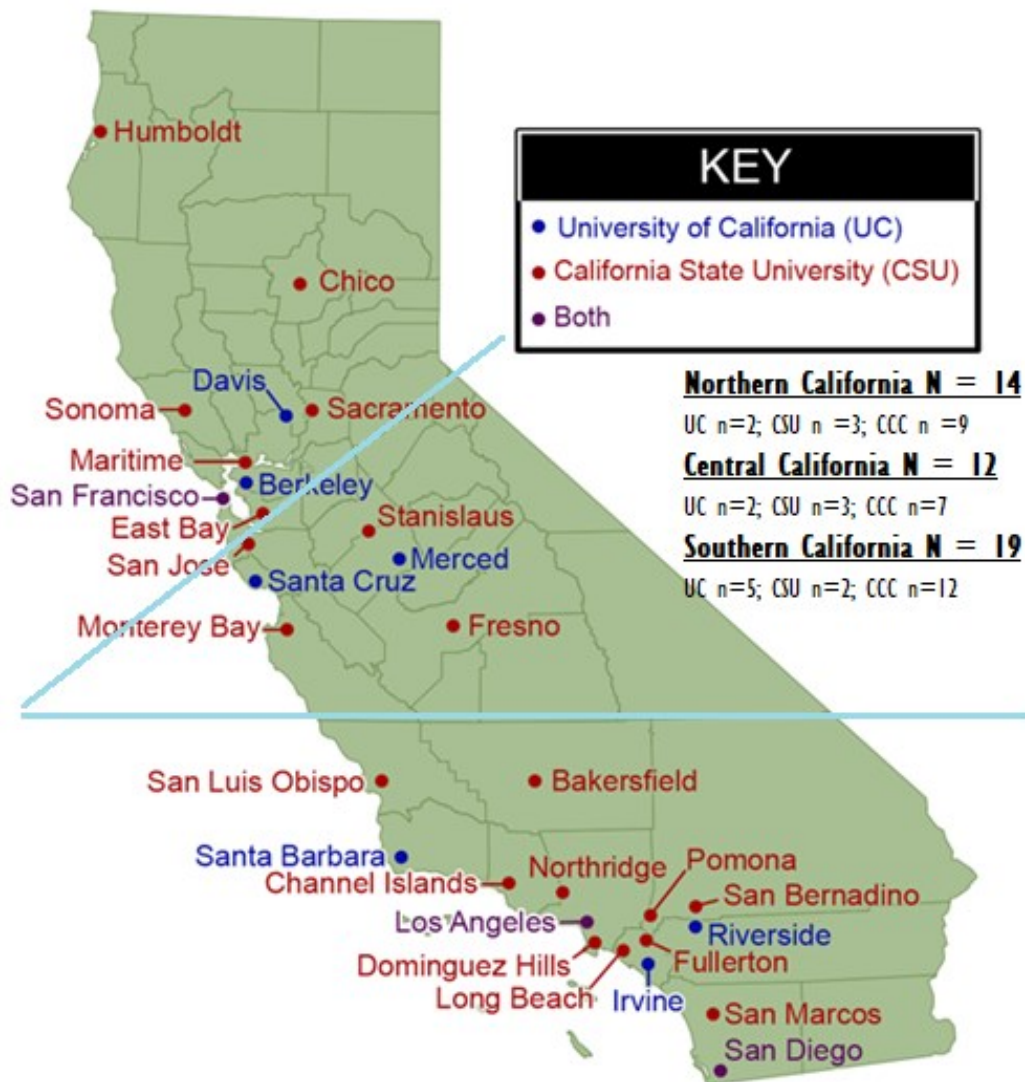 Humboldt
KEY
University of California (UC)
California State University (CSU)
Both
Chico
Davis
Sonoma
Sacramento
Northern California N = 14
UC n=2; CSU n =3; CCC n =9
Maritime
Central California N = 12
Berkeley
San Francisco
UC n=2; CSU n=3; CCC n=7
East Bay
Stanislaus
Southern California N = 19
San Jose
Merced
Santa Cruz
UC n=5; CSU n=2; CCC n=12
Monterey Bay
Fresno
San Luis Obispo
Bakersfield
Santa Barbara
Channel Islands
Northridge
Pomona
San Bernadino
Los Angeles
Riverside
Dominguez Hills
Fullerton
Long Beach
Irvine
San Marcos
San Diego